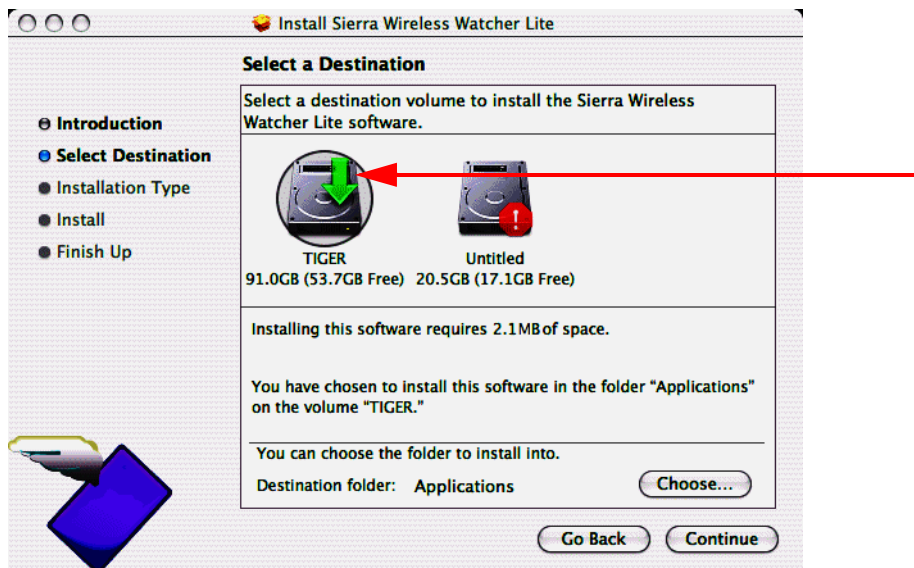 Install Sierra Wireless Watcher Lite
Select a Destination
Introduction
Select Destination
Installation Type
Install
Finish Up
Select a destination volume to install the Sierra Wireless
Watcher Lite software.
TIGER
91.0GB (53.7GB Free)
Untitled
20.5GB (17.1GB Free)
Installing this software requires 2.1MB of space.
You have chosen to install this software in the folder “Applications”
on the volume “TIGER.”
You can choose the folder to install into.
Destination folder: Applications
Choose...
Go Back
Continue